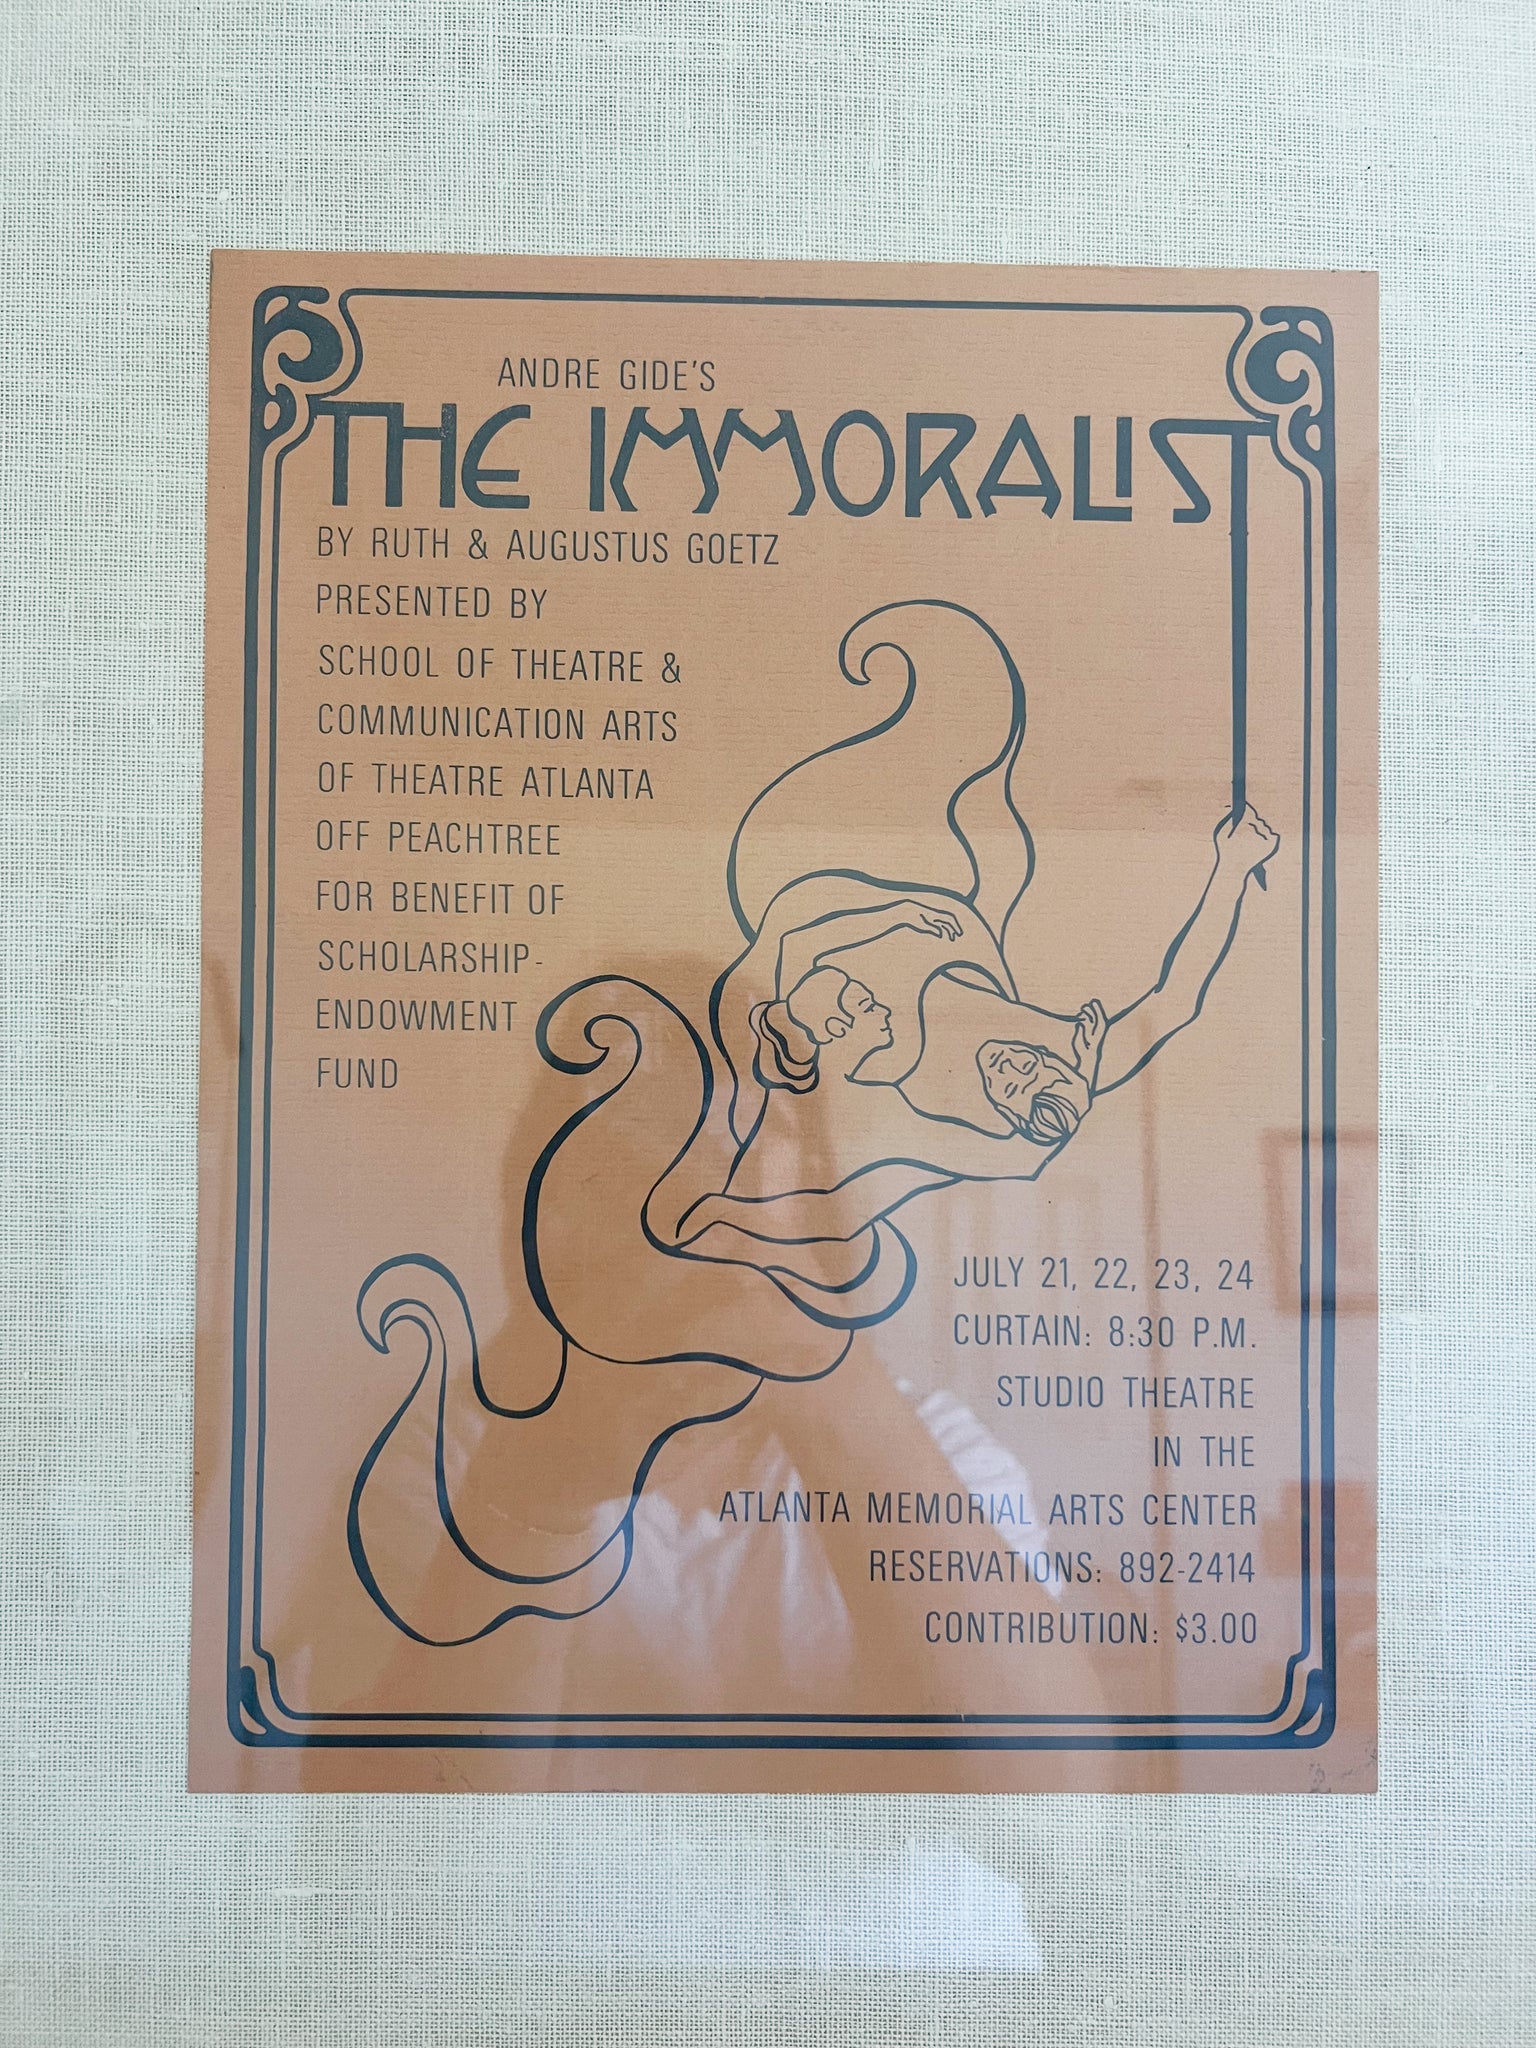 ANDRE GIDE'S
THE IMMORALIST
BY RUTH & AUGUSTUS GOETZ
PRESENTED BY
SCHOOL OF THEATRE &
COMMUNICATION ARTS
OF THEATRE ATLANTA
OFF PEACHTREE
FOR BENEFIT OF
SCHOLARSHIP-
ENDOWMENT
FUND
JULY 21, 22, 23, 24
CURTAIN: 8:30 P.M.
STUDIO THEATRE
IN THE
ATLANTA MEMORIAL ARTS CENTER
RESERVATIONS: 892-2414
CONTRIBUTION: $3.00